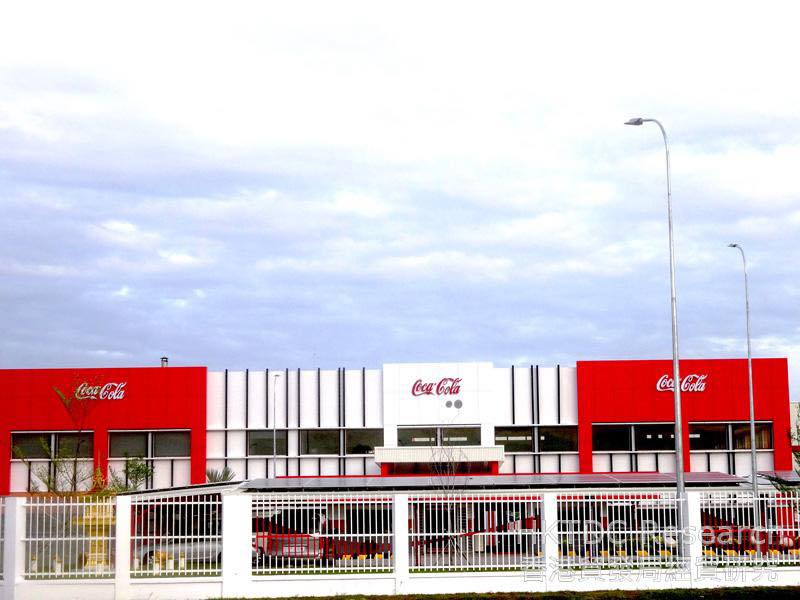 Coca-Cola
Coca-Cola
Coca-Cola
HKTDC Research
香港貿發局經貿研究